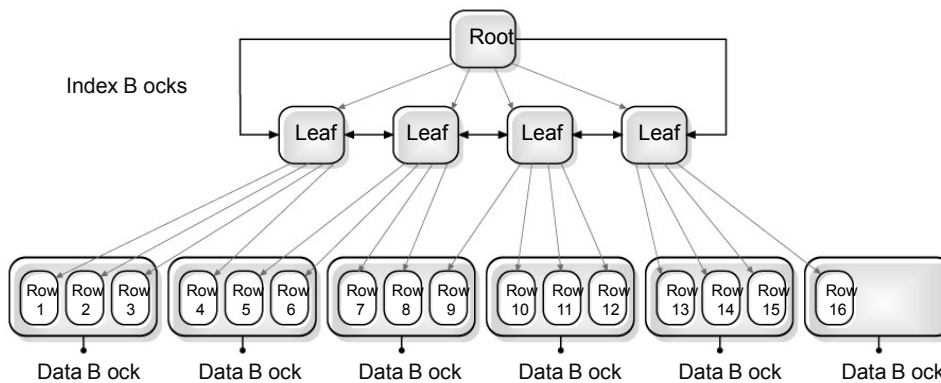 Root
Index B ocks
Leaf
Leaf
Leaf
Leaf
Row 1
Row 2
Row 3
Row 4
Row 5
Row 6
Row 7
Row 8
Row 9
Row 10
Row 11
Row 12
Row 13
Row 14
Row 15
Row 16
Data B ock
Data B ock
Data B ock
Data B ock
Data B ock
Data B ock